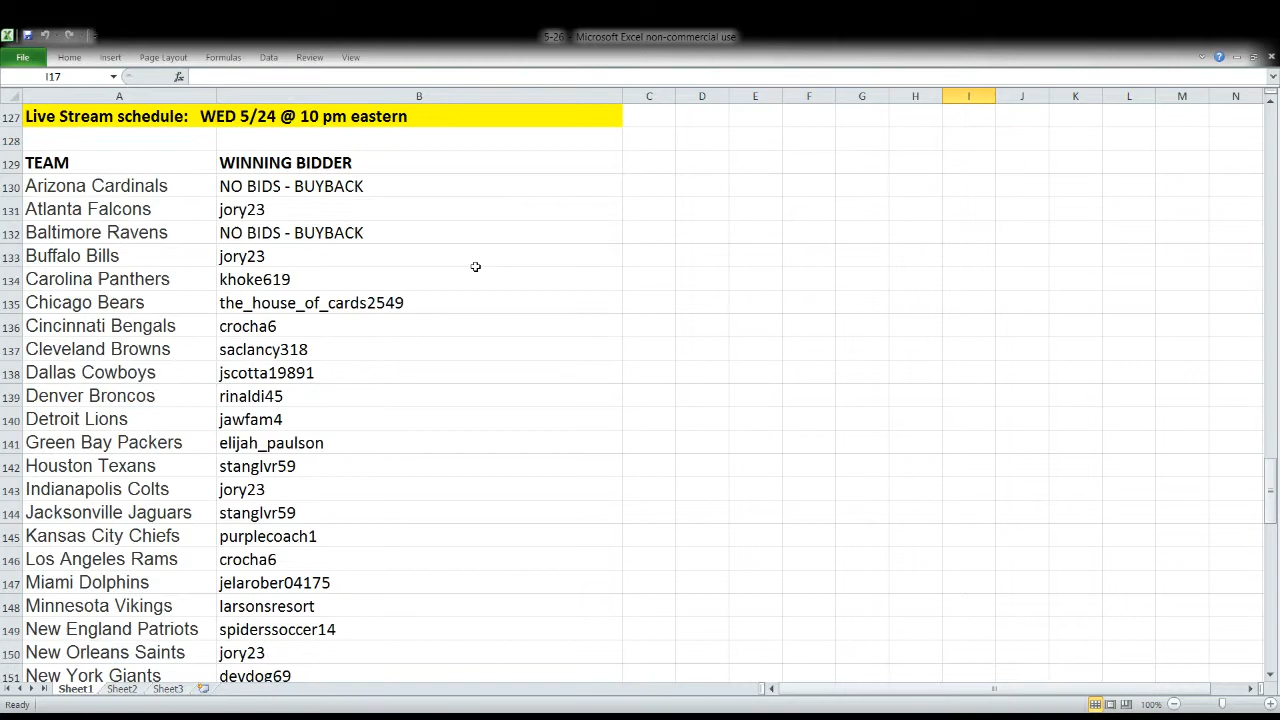 5-26 - Microsoft Excel non-commercial use
File Home Insert Page Layout Formulas Data Review View
I17 fx
A B C D E F G H I J K L M N
127 Live Stream schedule: WED 5/24 @ 10 pm eastern
128
129 TEAM WINNING BIDDER
130 Arizona Cardinals NO BIDS - BUYBACK
131 Atlanta Falcons jory23
132 Baltimore Ravens NO BIDS - BUYBACK
133 Buffalo Bills jory23
134 Carolina Panthers khoke619
135 Chicago Bears the_house_of_cards2549
136 Cincinnati Bengals crocha6
137 Cleveland Browns saclancy318
138 Dallas Cowboys jscotta19891
139 Denver Broncos rinaldi45
140 Detroit Lions jawfam4
141 Green Bay Packers elijah_paulson
142 Houston Texans stanglvr59
143 Indianapolis Colts jory23
144 Jacksonville Jaguars stanglvr59
145 Kansas City Chiefs purplecoach1
146 Los Angeles Rams crocha6
147 Miami Dolphins jelarober04175
148 Minnesota Vikings larsonsresort
149 New England Patriots spiderssoccer14
150 New Orleans Saints jory23
151 New York Giants devdog69
Sheet1 Sheet2 Sheet3
Ready 100%